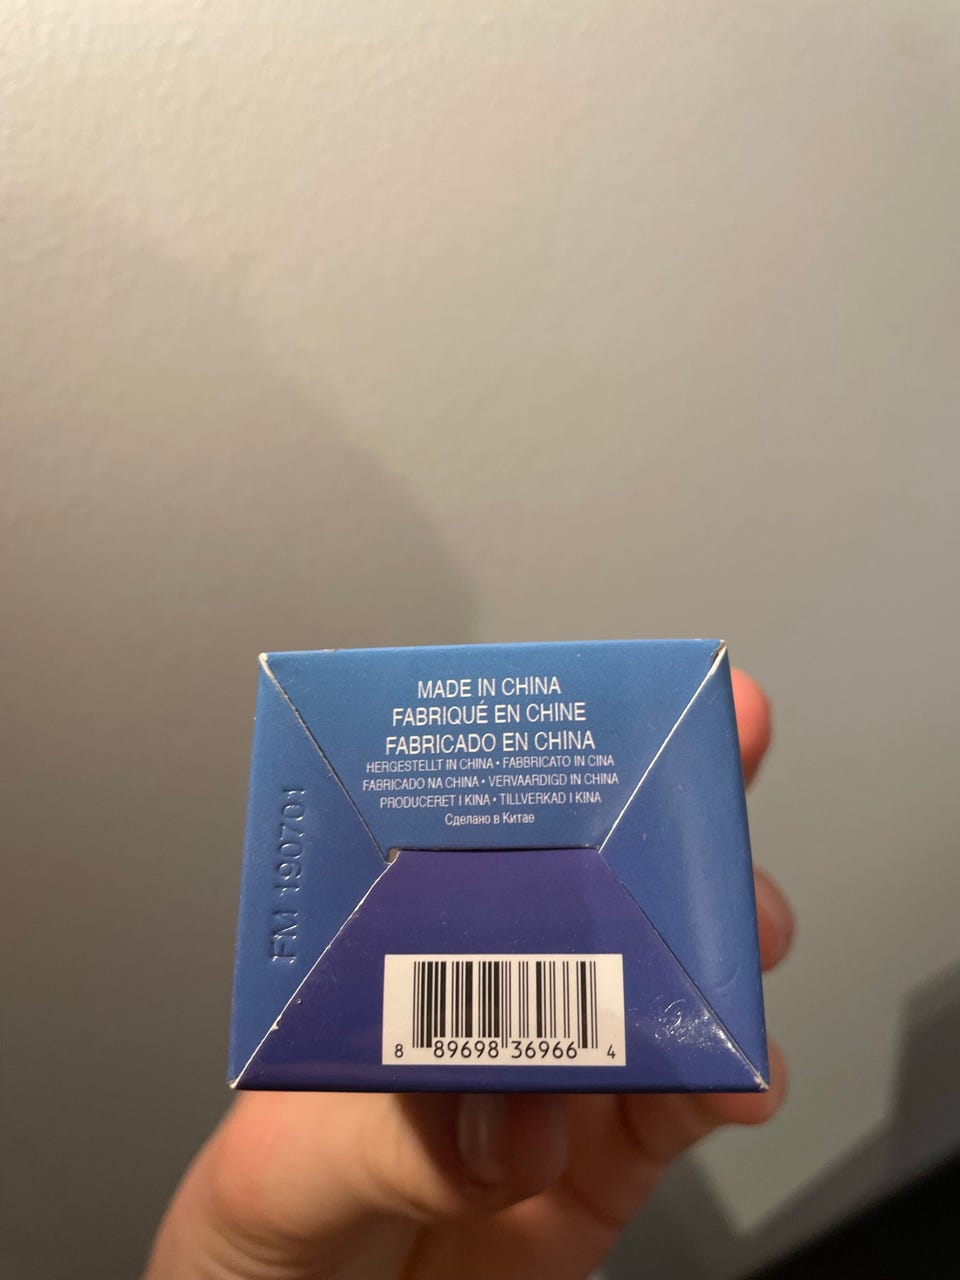 MADE IN CHINA
FABRIQUÉ EN CHINE
FABRICADO EN CHINA
HERGESTELLT IN CHINA • FABBRICATO IN CINA
FABRICADO NA CHINA • VERVAARDIGD IN CHINA
PRODUCERET I KINA • TILLVERKAD I KINA
Сделано в Китае
FM 190701
8 89698 36966 4